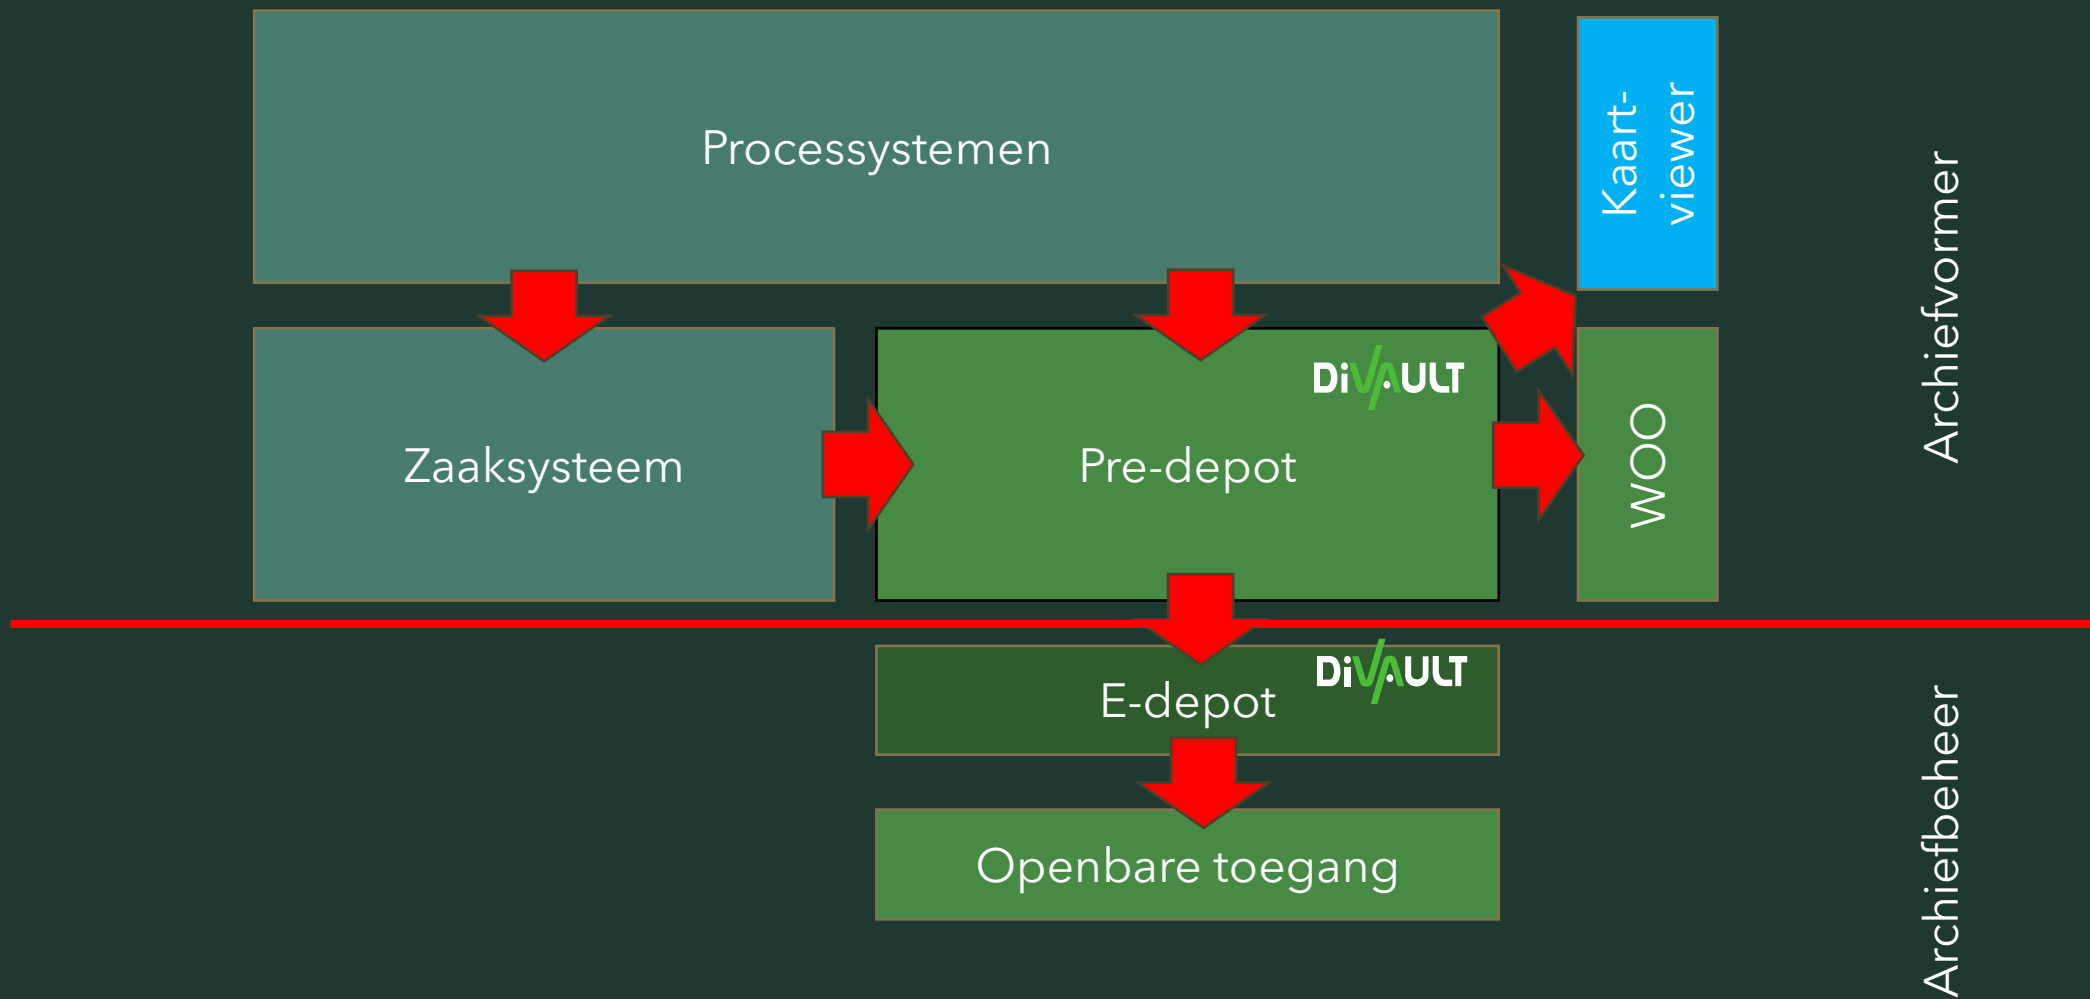 Processystemen
Kaart-
viewer
Archiefvormer
Zaaksysteem
DiVAULT
Pre-depot
WOO
E-depot
DiVAULT
Openbare toegang
Archiefbeheer